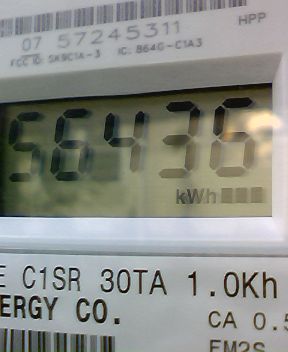 07 57245311 HPP
FCC ID: SK9C1A-3 IC: 864G-C1A3
56436
kWh
E C1SR 30TA 1.0Kh
ERGY CO. CA 0.5
FM2S